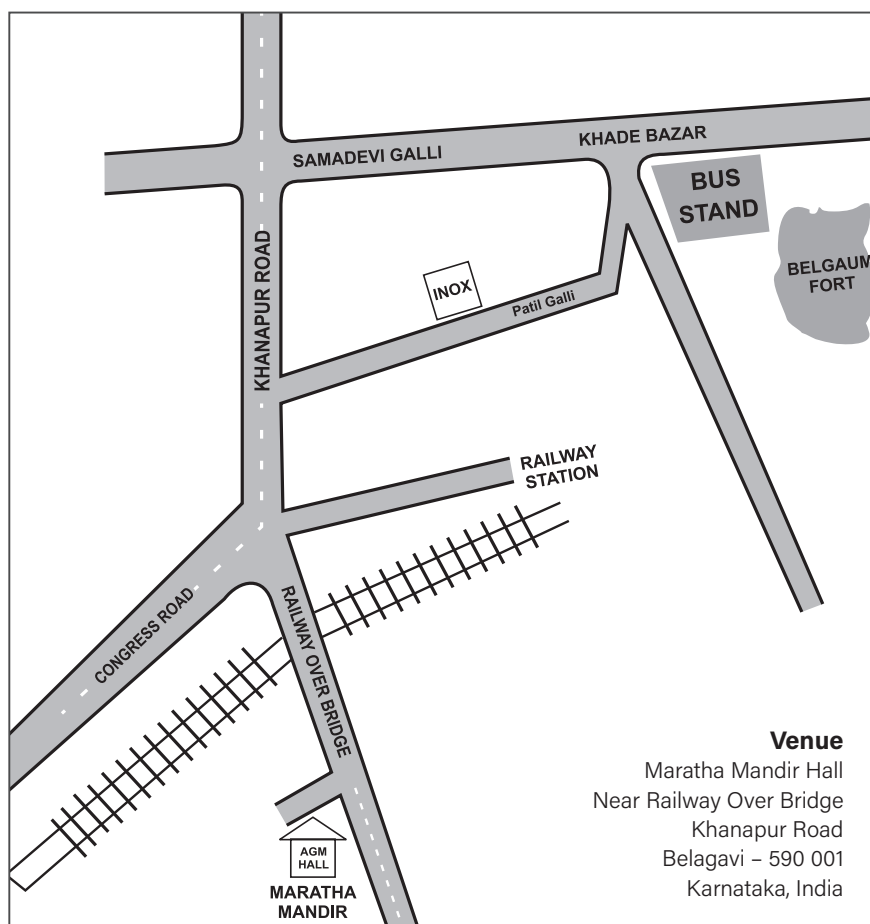 SAMADEVI GALLI
KHADE BAZAR
BUS
STAND
BELGAUM
FORT
KHANAPUR ROAD
INOX
Patil Galli
RAILWAY
STATION
CONGRESS ROAD
RAILWAY OVER BRIDGE
AGM
HALL
MARATHA
MANDIR
Venue
Maratha Mandir Hall
Near Railway Over Bridge
Khanapur Road
Belagavi – 590 001
Karnataka, India